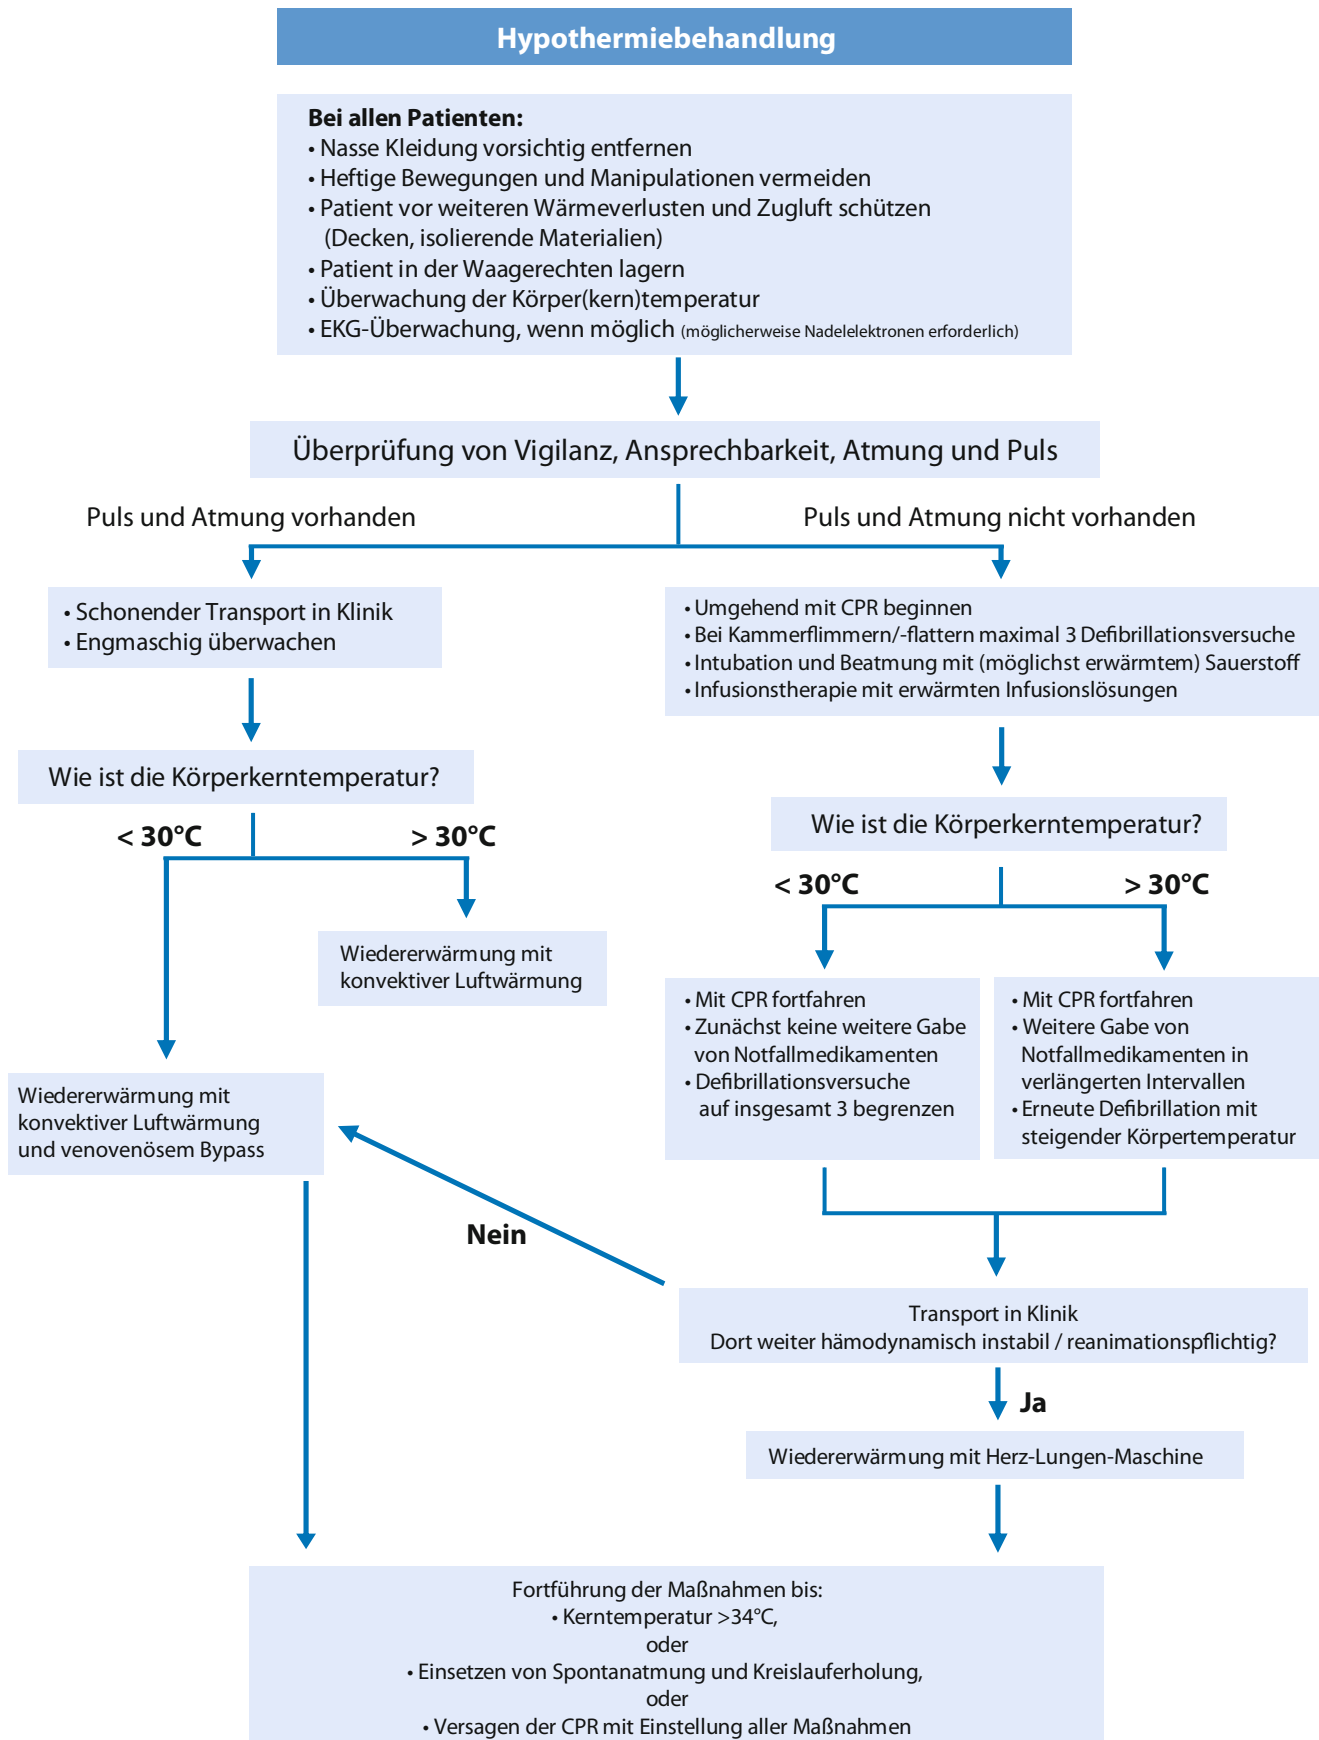 Hypothermiebehandlung
Bei allen Patienten:
• Nasse Kleidung vorsichtig entfernen
• Heftige Bewegungen und Manipulationen vermeiden
• Patient vor weiteren Wärmeverlusten und Zugluft schützen
(Decken, isolierende Materialien)
• Patient in der Waagerechten lagern
• Überwachung der Körper(kern)temperatur
• EKG-Überwachung, wenn möglich (möglicherweise Nadelelektronen erforderlich)
Überprüfung von Vigilanz, Ansprechbarkeit, Atmung und Puls
Puls und Atmung vorhanden
Puls und Atmung nicht vorhanden
• Schonender Transport in Klinik
• Engmaschig überwachen
• Umgehend mit CPR beginnen
• Bei Kammerflimmern/-flattern maximal 3 Defibrillationsversuche
• Intubation und Beatmung mit (möglichst erwärmtem) Sauerstoff
• Infusionstherapie mit erwärmten Infusionslösungen
Wie ist die Körperkerntemperatur?
< 30°C
> 30°C
Wiedererwärmung mit
konvektiver Luftwärmung
Wiedererwärmung mit
konvektiver Luftwärmung
und venovenösem Bypass
Wie ist die Körperkerntemperatur?
< 30°C
> 30°C
• Mit CPR fortfahren
• Zunächst keine weitere Gabe
von Notfallmedikamenten
• Defibrillationsversuche
auf insgesamt 3 begrenzen
• Mit CPR fortfahren
• Weitere Gabe von
Notfallmedikamenten in
verlängerten Intervallen
• Erneute Defibrillation mit
steigender Körpertemperatur
Nein
Transport in Klinik
Dort weiter hämodynamisch instabil / reanimationspflichtig?
Ja
Wiedererwärmung mit Herz-Lungen-Maschine
Fortführung der Maßnahmen bis:
• Kerntemperatur >34°C,
oder
• Einsetzen von Spontanatmung und Kreislauferholung,
oder
• Versagen der CPR mit Einstellung aller Maßnahmen